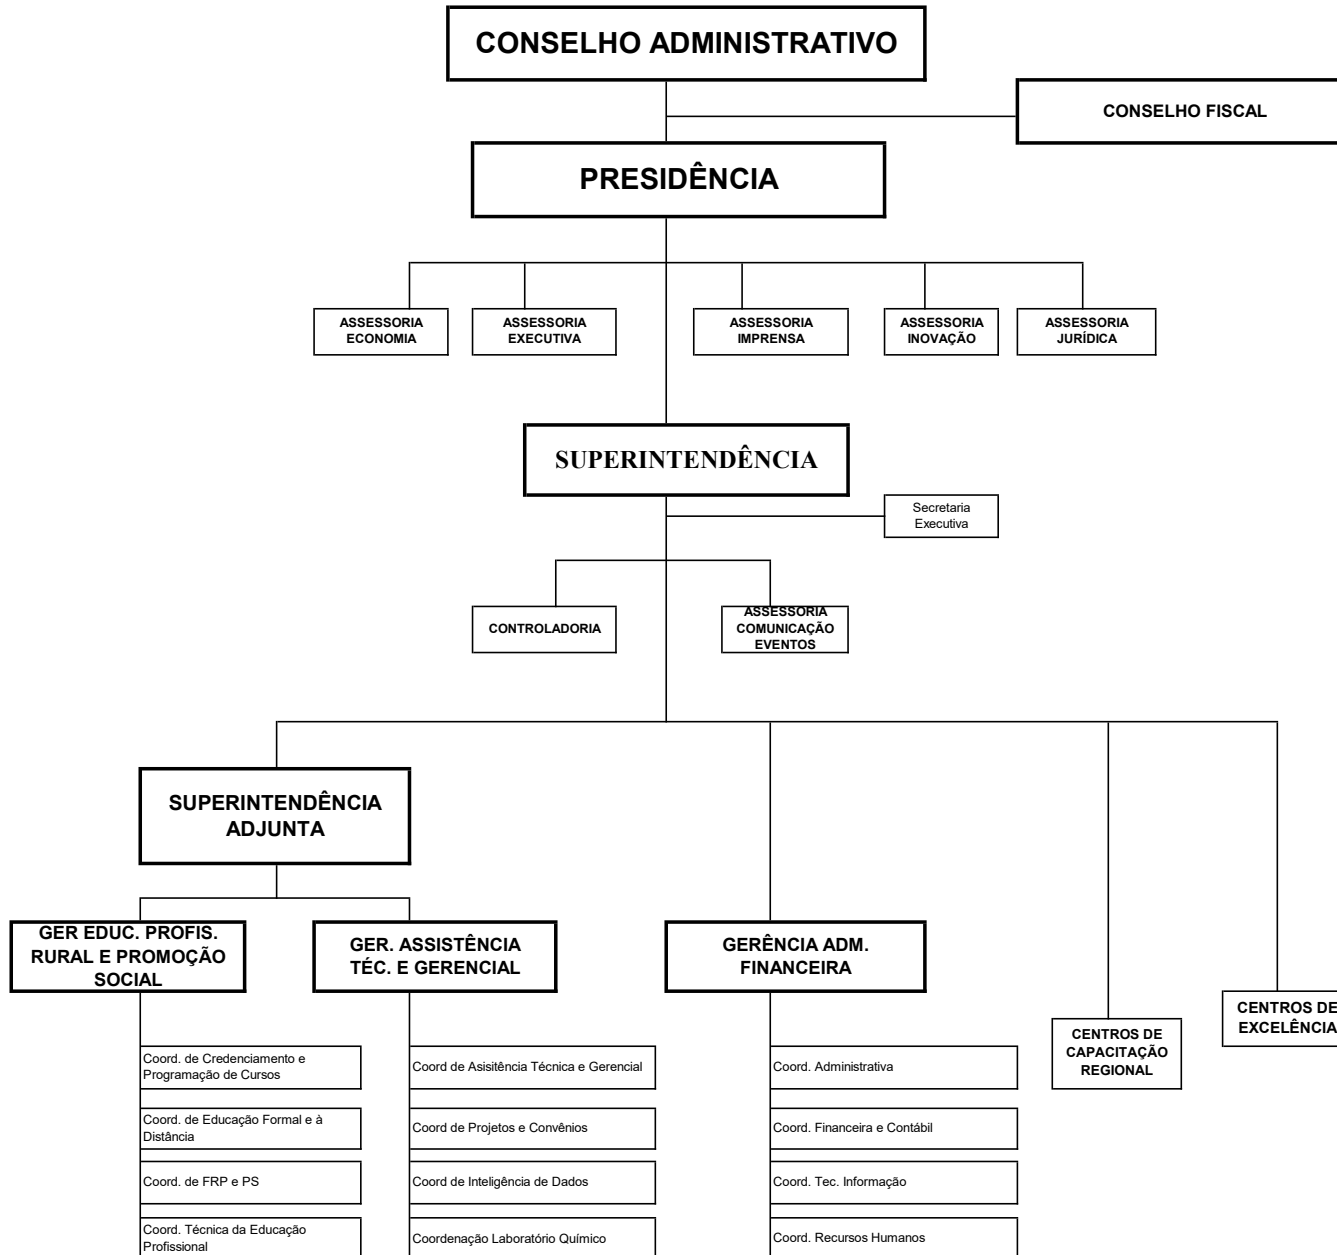 CONSELHO ADMINISTRATIVO
CONSELHO FISCAL
PRESIDÊNCIA
ASSESSORIA
ECONOMIA
ASSESSORIA
EXECUTIVA
ASSESSORIA
IMPRENSA
ASSESSORIA
INOVAÇÃO
ASSESSORIA
JURÍDICA
SUPERINTENDÊNCIA
Secretaria
Executiva
CONTROLADORIA
ASSESSORIA
COMUNICAÇÃO
EVENTOS
SUPERINTENDÊNCIA
ADJUNTA
GER EDUC. PROFIS.
RURAL E PROMOÇÃO
SOCIAL
GER. ASSISTÊNCIA
TÉC. E GERENCIAL
GERÊNCIA ADM.
FINANCEIRA
CENTROS DE
CAPACITAÇÃO
REGIONAL
CENTROS DE
EXCELÊNCIA
Coord. de Credenciamento e
Programação de Cursos
Coord de Asisitência Técnica e Gerencial
Coord. Administrativa
Coord. de Educação Formal e à
Distância
Coord de Projetos e Convênios
Coord. Financeira e Contábil
Coord. de FRP e PS
Coord de Inteligência de Dados
Coord. Tec. Informação
Coord. Técnica da Educação
Profissional
Coordenação Laboratório Químico
Coord. Recursos Humanos